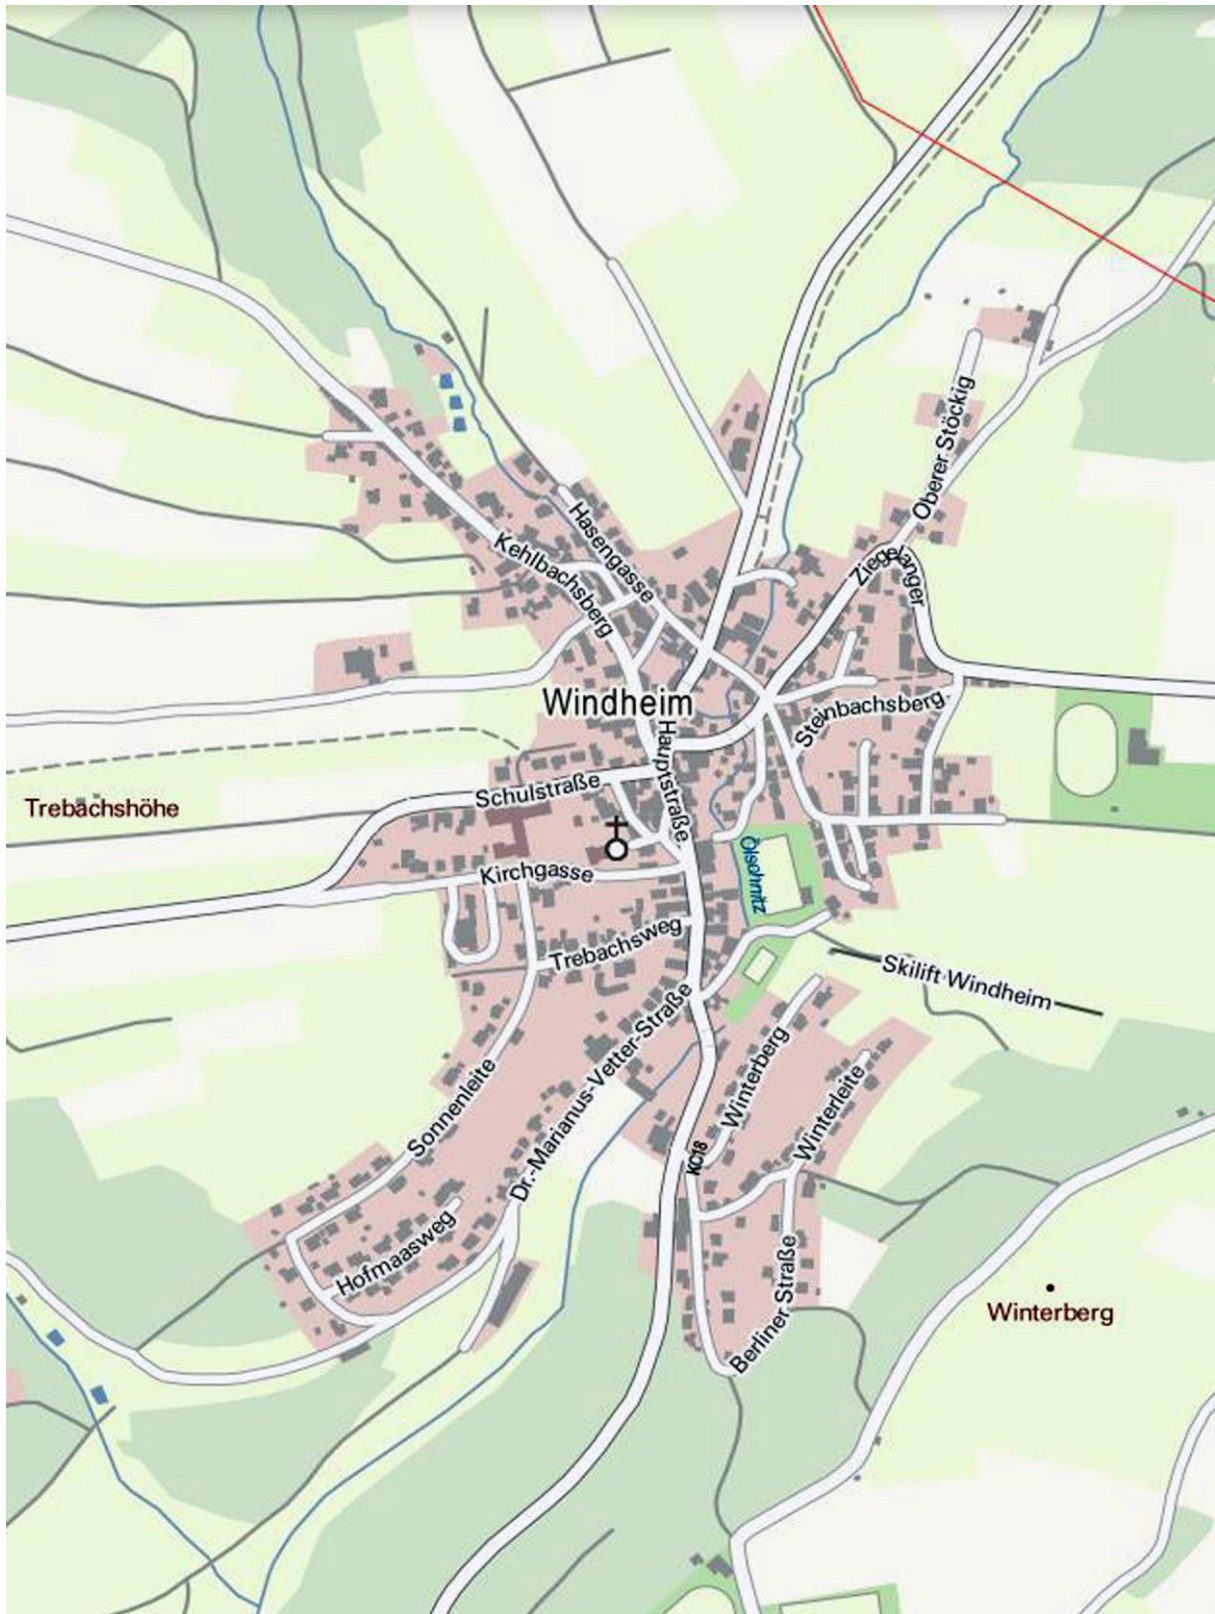 Oberer Stöckig
Hasengasse
Kehlbachsberg
Ziegelanger
Windheim
Steinbachsberg
Hauptstraße
Schulstraße
Trebachshöhe
Kirchgasse
Ölschnitz
Trebachsweg
Skilift Windheim
Dr.-Marianus-Vetter-Straße
Winterberg
Winterleite
Sonnenleite
KC18
Hofmaasweg
Berliner Straße
Winterberg